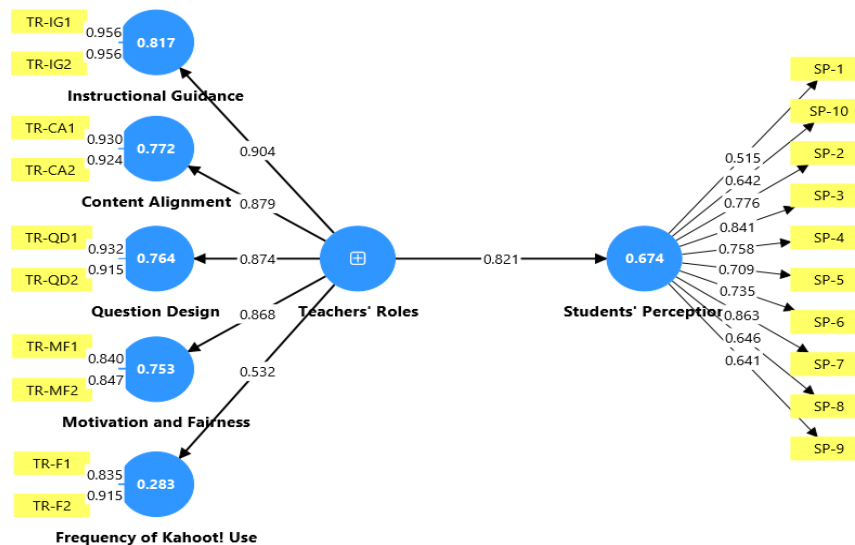 TR-IG1
0.956
0.817
0.956
TR-IG2
Instructional Guidance
TR-CA1
0.930
0.772
0.924
TR-CA2
Content Alignment
TR-QD1
0.932
0.764
0.915
TR-QD2
Question Design
TR-MF1
0.840
0.753
0.847
TR-MF2
Motivation and Fairness
TR-F1
0.835
0.283
0.915
TR-F2
Frequency of Kahoot! Use
0.904
0.879
0.874
0.868
0.532
Teachers' Roles
0.821
0.674
Students' Perception
0.515
0.642
0.776
0.841
0.758
0.709
0.735
0.863
0.646
0.641
SP-1
SP-10
SP-2
SP-3
SP-4
SP-5
SP-6
SP-7
SP-8
SP-9